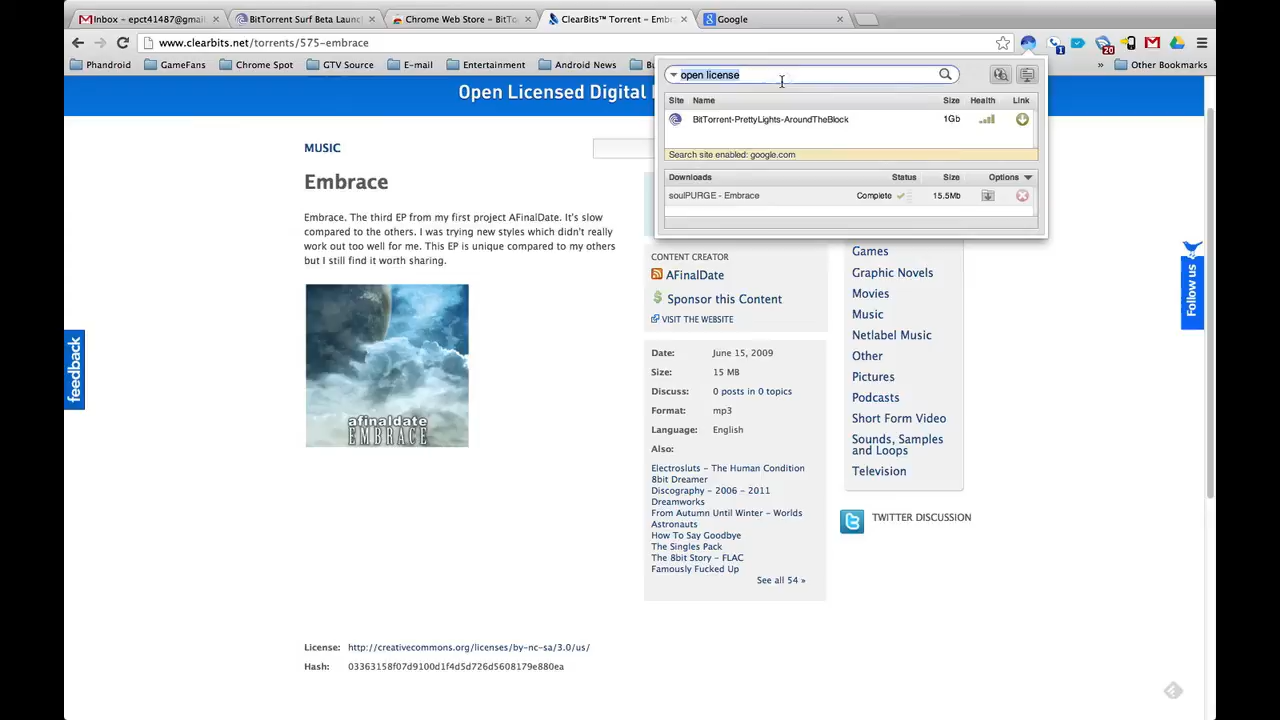 Inbox – epct41487@gmail
BitTorrent Surf Beta Launc
Chrome Web Store – BitTo
ClearBits™ Torrent – Emb
Google
www.clearbits.net/torrents/575-embrace
20
1
Phandroid
GameFans
Chrome Spot
GTV Source
E-mail
Entertainment
Android News
»
Other Bookmarks
Open Licensed Digital
open license
Site Name Size Health Link
BitTorrent-PrettyLights-AroundTheBlock 1Gb
Search site enabled: google.com
Downloads Status Size Options
soulPURGE - Embrace Complete 15.5Mb
MUSIC
Embrace
Embrace. The third EP from my first project AFinalDate. It's slow
compared to the others. I was trying new styles which didn't really
work out too well for me. This EP is unique compared to my others
but I still find it worth sharing.
afinaldate
EMBRACE
CONTENT CREATOR
AFinalDate
Sponsor this Content
VISIT THE WEBSITE
Date: June 15, 2009
Size: 15 MB
Discuss: 0 posts in 0 topics
Format: mp3
Language: English
Also:
Electrosluts – The Human Condition
8bit Dreamer
Discography – 2006 – 2011
Dreamworks
From Autumn Until Winter – Worlds
Astronauts
How To Say Goodbye
The Singles Pack
The 8bit Story – FLAC
Famously Fucked Up
See all 54 »
Games
Graphic Novels
Movies
Music
Netlabel Music
Other
Pictures
Podcasts
Short Form Video
Sounds, Samples
and Loops
Television
TWITTER DISCUSSION
feedback
Follow us
License: http://creativecommons.org/licenses/by-nc-sa/3.0/us/
Hash: 03363158f07d9100d1f4d5d726d5608179e880ea